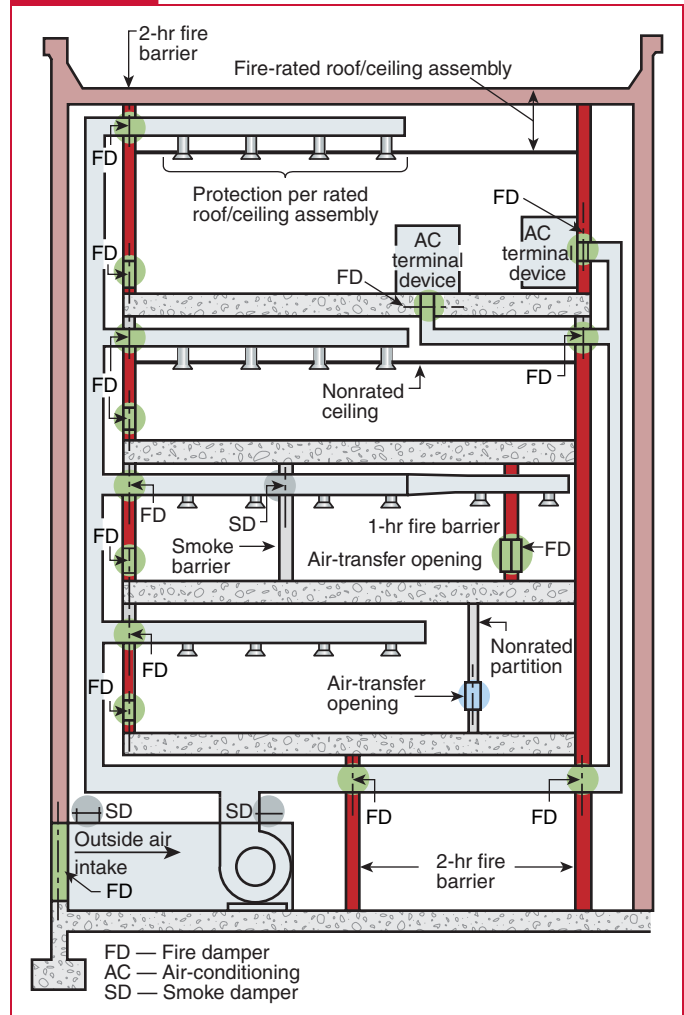 2-hr fire
barrier
Fire-rated roof/ceiling assembly
FD
Protection per rated
roof/ceiling assembly
FD
AC
terminal
device
AC
terminal
device
FD
FD
FD
FD
Nonrated
ceiling
FD
SD
1-hr fire barrier
FD
Smoke
barrier
Air-transfer opening
FD
FD
Nonrated
partition
FD
Air-transfer
opening
SD
SD
FD
FD
Outside air
intake
FD
2-hr fire
barrier
FD — Fire damper
AC — Air-conditioning
SD — Smoke damper